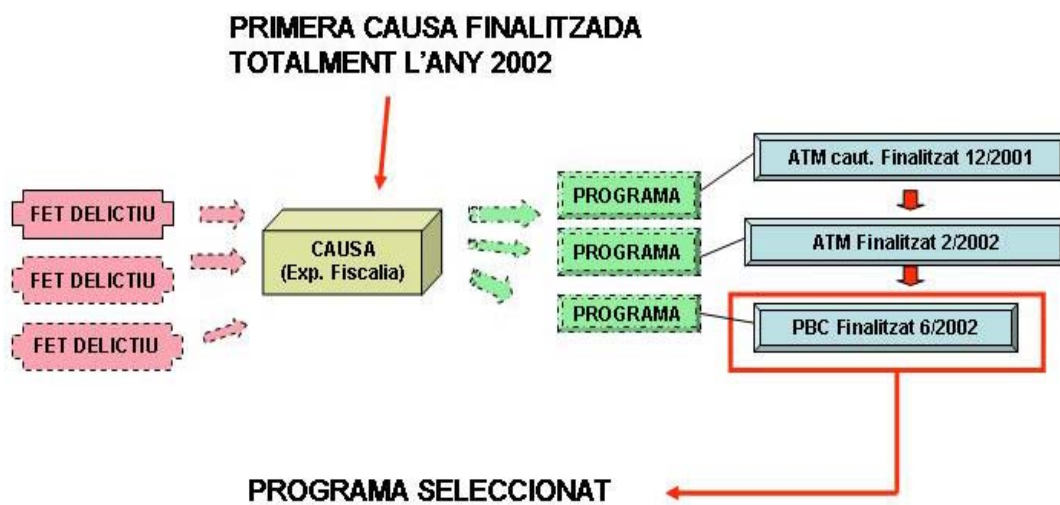 PRIMERA CAUSA FINALITZADA
TOTALMENT L'ANY 2002
FET DELICTIU
FET DELICTIU
FET DELICTIU
CAUSA
(Exp. Fiscalia)
PROGRAMA
PROGRAMA
PROGRAMA
ATM caut. Finalitzat 12/2001
ATM Finalitzat 2/2002
PBC Finalitzat 6/2002
PROGRAMA SELECCIONAT